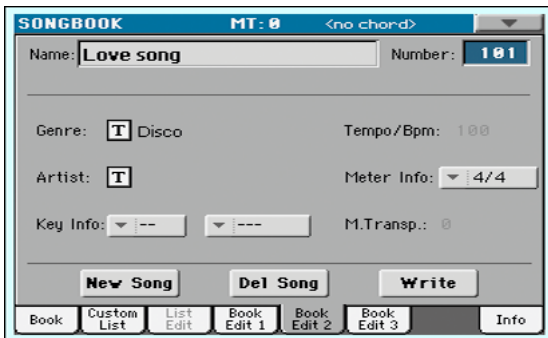 SONGBOOK MT:0 <no chord>
Name: Love song Number: 101
Genre: T Disco Tempo/Bpm: 100
Artist: T Meter Info: 4/4
Key Info: -- --- M.Transp.: 0
New Song Del Song Write
Book Custom List List Edit Book Edit 1 Book Edit 2 Book Edit 3 Info